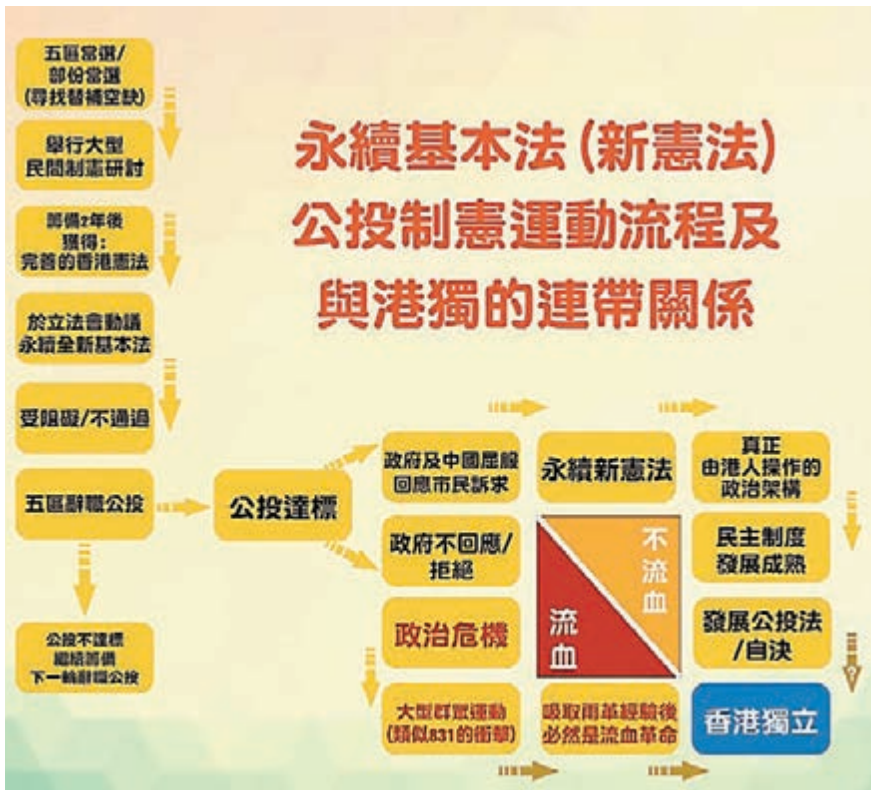 五區當選/
部份當選
(尋找替補空缺)
舉行大型
民間制憲研討
籌備2年後
獲得：
完善的香港憲法
於立法會動議
永續全新基本法
受阻礙/不通過
五區辭職公投
公投不達標
繼續籌備
下一輪辭職公投
永續基本法(新憲法)
公投制憲運動流程及
與港獨的連帶關係
公投達標
政府及中國屈服
回應市民訴求
永續新憲法
真正
由港人操作的
政治架構
政府不回應/
拒絕
不流血
流血
民主制度
發展成熟
政治危機
發展公投法
/自決
?
大型群眾運動
(類似831的衝擊)
吸取雨革經驗後
必然是流血革命
香港獨立